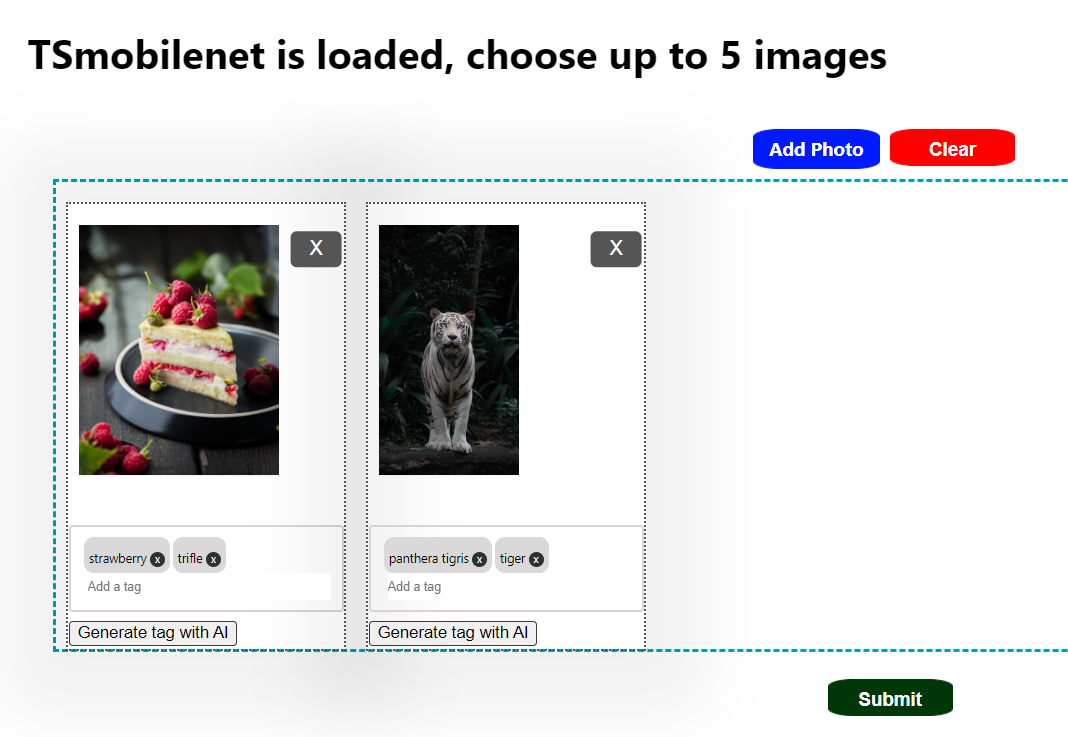 TSmobilenet is loaded, choose up to 5 images
Add Photo Clear
X X
strawberry x trifle x panthera tigris x tiger x
Add a tag Add a tag
Generate tag with AI Generate tag with AI
Submit